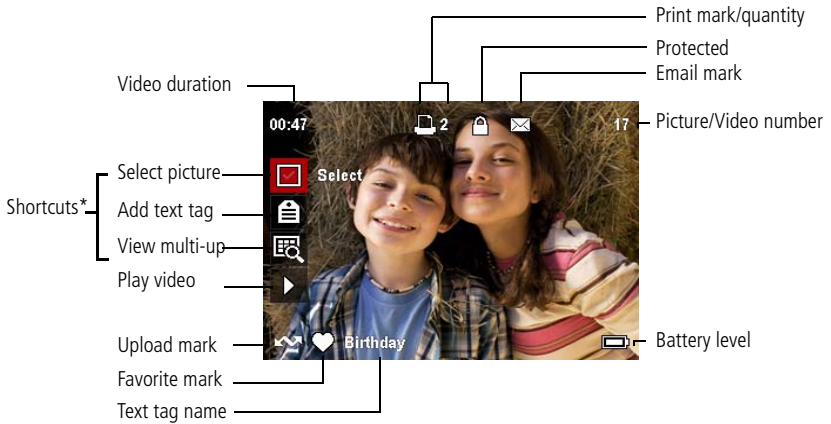 Print mark/quantity
Protected
Email mark
Video duration
00:47
2
17
Picture/Video number
Select picture
Select
Shortcuts*
Add text tag
View multi-up
Play video
Upload mark
Birthday
Battery level
Favorite mark
Text tag name